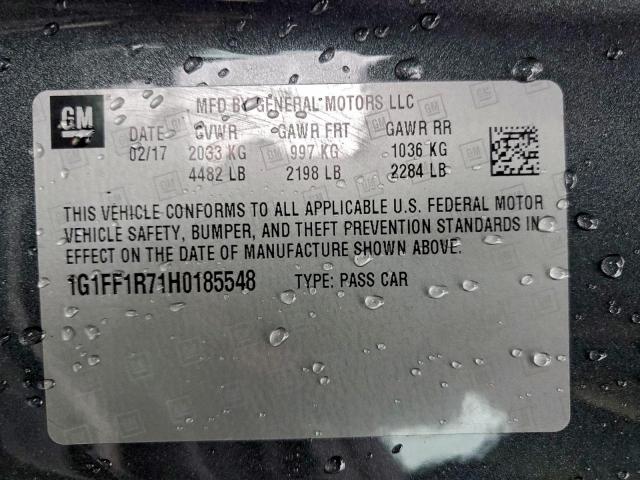 GM
MFD BY GENERAL MOTORS LLC
DATE GVWR GAWR FRT GAWR RR
02/17 2033 KG 997 KG 1036 KG
4482 LB 2198 LB 2284 LB
THIS VEHICLE CONFORMS TO ALL APPLICABLE U.S. FEDERAL MOTOR
VEHICLE SAFETY, BUMPER, AND THEFT PREVENTION STANDARDS IN
EFFECT ON THE DATE OF MANUFACTURE SHOWN ABOVE.
1G1FF1R71H0185548 TYPE: PASS CAR